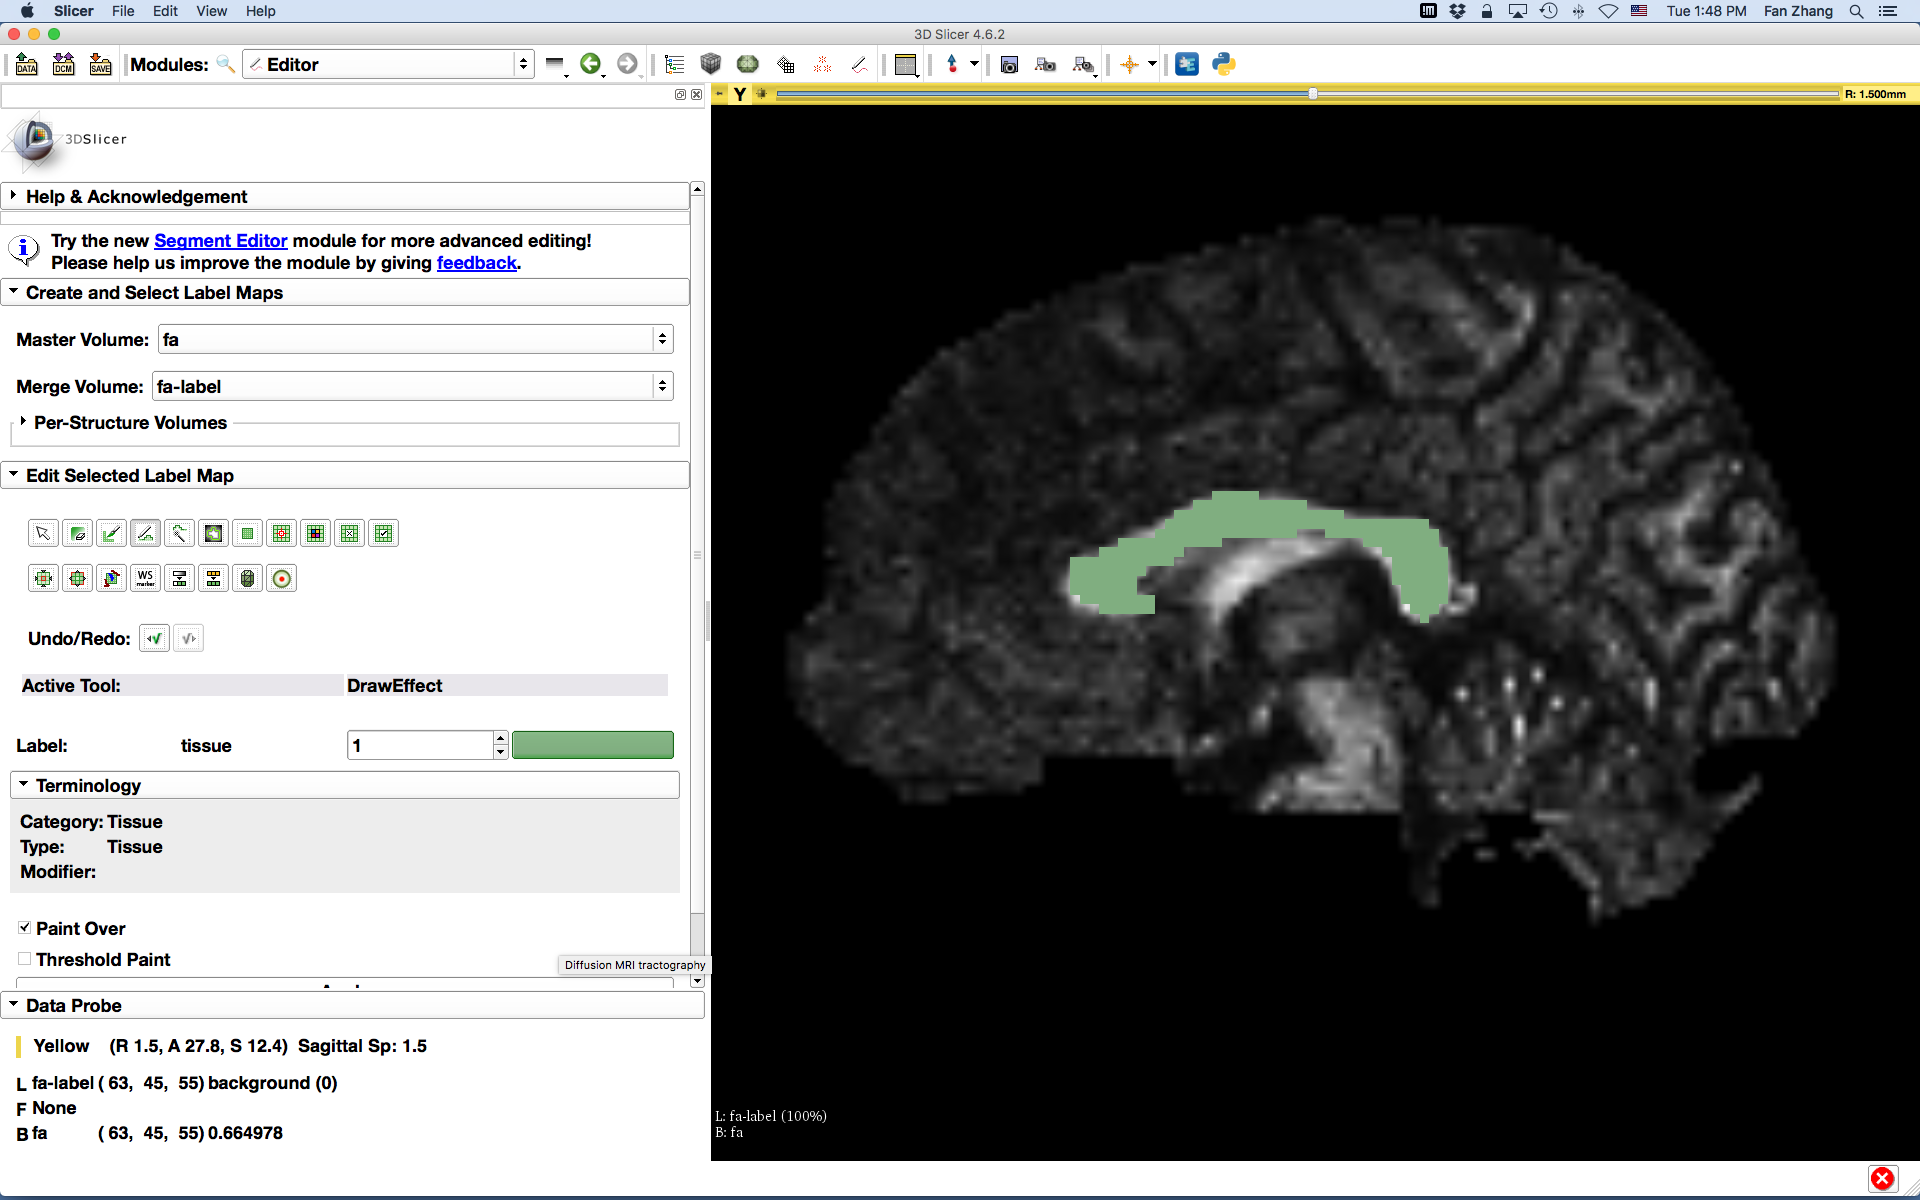 Slicer File Edit View Help
Tue 1:48 PM Fan Zhang
3D Slicer 4.6.2
DATA DCM SAVE Modules: Editor
Y R: 1.500mm
3DSlicer
Help & Acknowledgement
Try the new Segment Editor module for more advanced editing!
Please help us improve the module by giving feedback.
Create and Select Label Maps
Master Volume: fa
Merge Volume: fa-label
Per-Structure Volumes
Edit Selected Label Map
WS
marker
Undo/Redo:
Active Tool: DrawEffect
Label: tissue 1
Terminology
Category: Tissue
Type: Tissue
Modifier:
Paint Over
Threshold Paint
Diffusion MRI tractography
Data Probe
Yellow (R 1.5, A 27.8, S 12.4) Sagittal Sp: 1.5
L fa-label ( 63, 45, 55) background (0)
F None
B fa ( 63, 45, 55) 0.664978
L: fa-label (100%)
B: fa